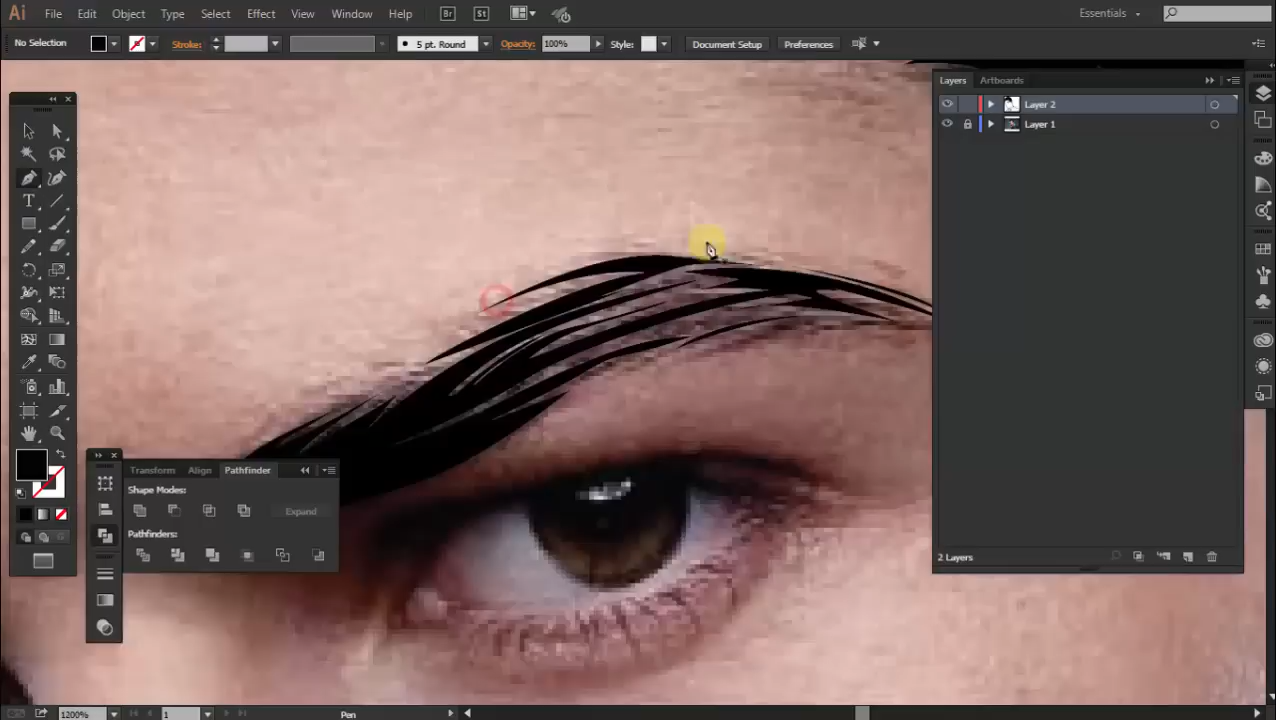 Ai File Edit Object Type Select Effect View Window Help Br St Essentials
No Selection Stroke: 5 pt. Round Opacity: 100% Style: Document Setup Preferences
Layers Artboards
Layer 2
Layer 1
T
Transform Align Pathfinder
Shape Modes:
Expand
Pathfinders:
2 Layers
1200% 1 Pen